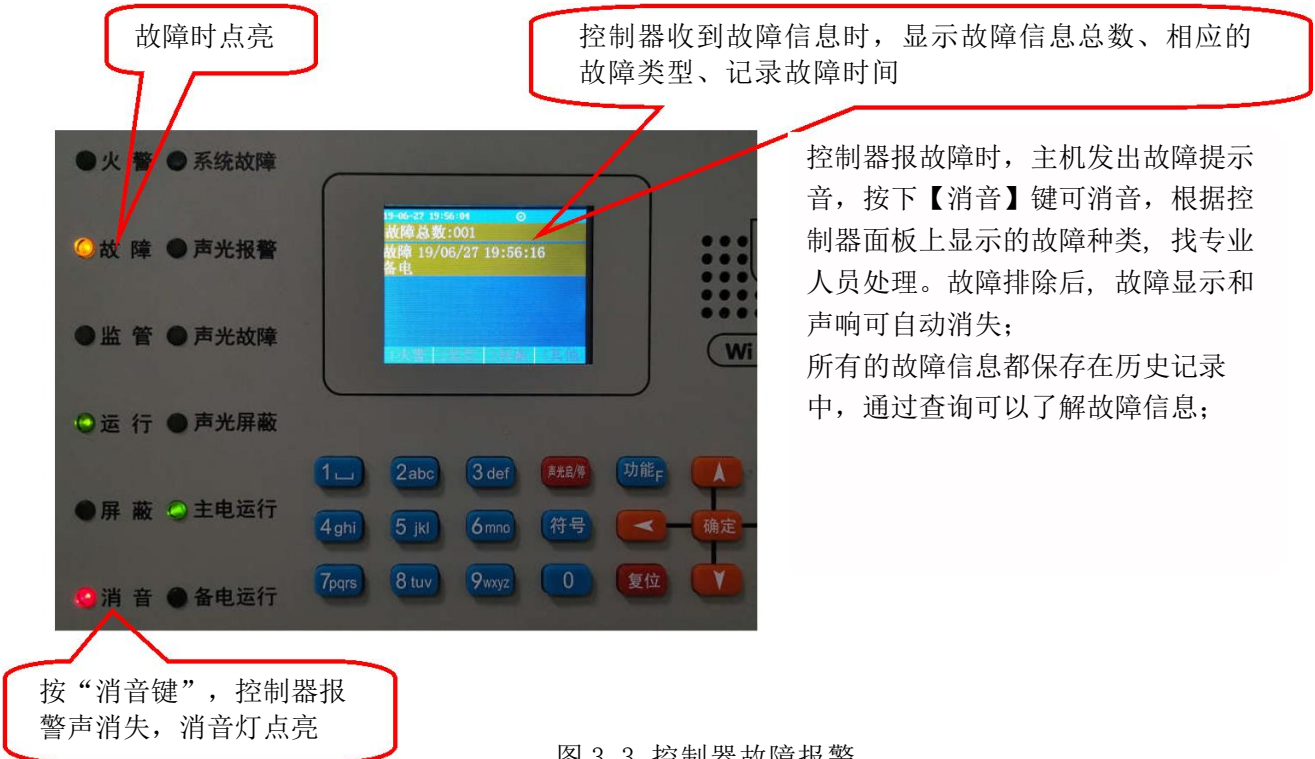 故障时点亮
控制器收到故障信息时，显示故障信息总数、相应的
故障类型、记录故障时间
火 警 系统故障
故 障 声光报警
监 管 声光故障
运 行 声光屏蔽
屏 蔽 主电运行
消 音 备电运行
19-06-27 19:56:04
故障总数:001
故障 19/06/27 19:56:16
备电
Wi
1 2abc 3 def 声光启/停 功能F
4ghi 5 jkl 6mno 符号 确定
7pqrs 8 tuv 9wxyz 0 复位
控制器报故障时，主机发出故障提示
音，按下【消音】键可消音，根据控
制器面板上显示的故障种类，找专业
人员处理。故障排除后, 故障显示和
声响可自动消失；
所有的故障信息都保存在历史记录
中，通过查询可以了解故障信息；
按“消音键”，控制器报
警声消失，消音灯点亮
图 3 3 控制器故障报警